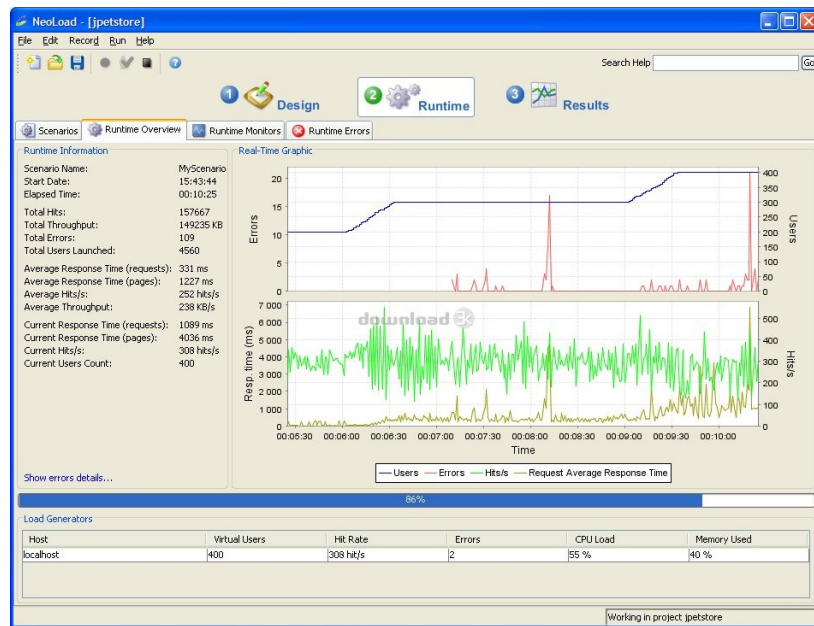 NeoLoad - [jpetstore]
File Edit Record Run Help
Search Help
Go
1 Design 2 Runtime 3 Results
Scenarios Runtime Overview Runtime Monitors Runtime Errors
Runtime Information
Scenario Name: MyScenario
Start Date: 15:43:44
Elapsed Time: 00:10:25
Total Hits: 157667
Total Throughput: 149235 KB
Total Errors: 109
Total Users Launched: 4560
Average Response Time (requests): 331 ms
Average Response Time (pages): 1227 ms
Average Hits/s: 252 hits/s
Average Throughput: 238 KB/s
Current Response Time (requests): 1089 ms
Current Response Time (pages): 4036 ms
Current Hits/s: 308 hits/s
Current Users Count: 400
Show errors details...
Real-Time Graphic
Errors
20
15
10
5
0
400
350
300
250
200
150
100
50
0
Users
download 3k
Resp. time (ms)
7 000
6 000
5 000
4 000
3 000
2 000
1 000
0
500
400
300
200
100
0
Hits/s
00:05:30 00:06:00 00:06:30 00:07:00 00:07:30 00:08:00 00:08:30 00:09:00 00:09:30 00:10:00
Time
Users Errors Hits/s Request Average Response Time
86%
Load Generators
Host Virtual Users Hit Rate Errors CPU Load Memory Used
localhost 400 308 hit/s 2 55 % 40 %
Working in project jpetstore